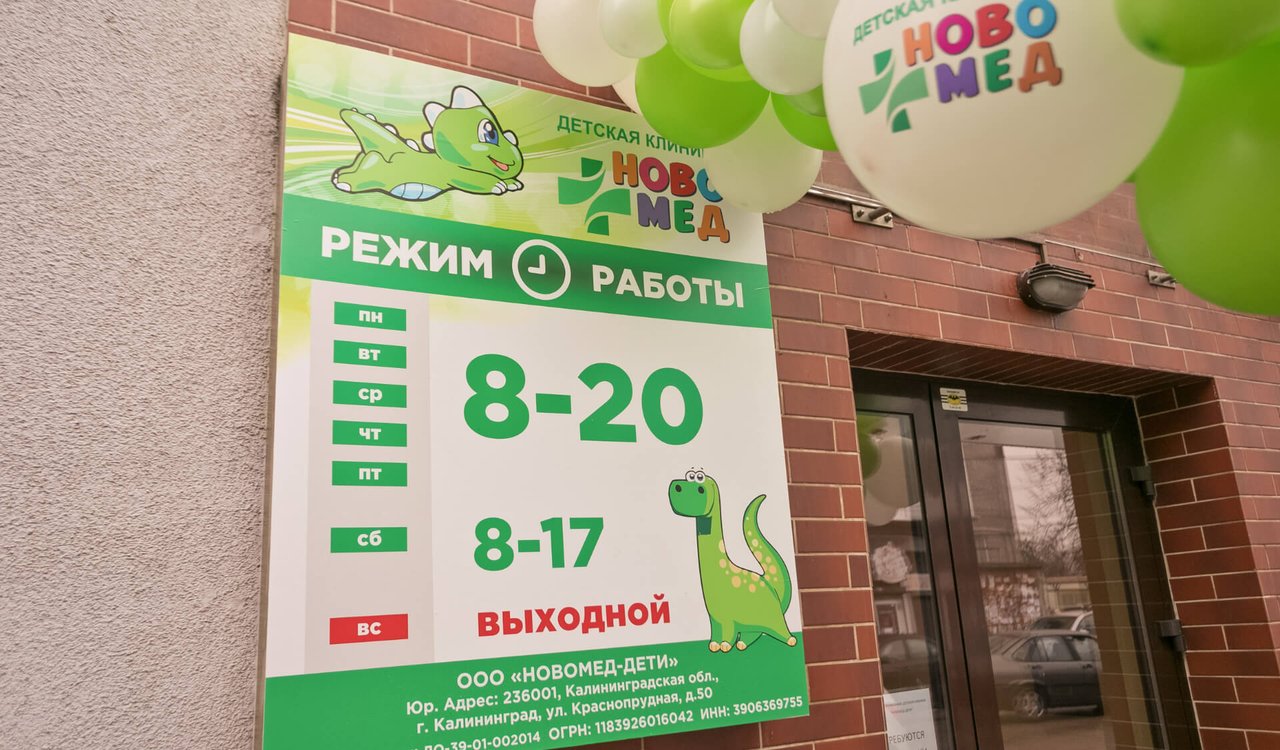 ДЕТСКАЯ
НОВО
МЕД
ДЕТСКАЯ
НОВО
МЕД
РЕЖИМ РАБОТЫ
пн
вт
ср
чт
пт
8-20
сб
8-17
вс
ВЫХОДНОЙ
ООО «НОВОМЕД-ДЕТИ»
Юр. Адрес: 236001, Калининградская обл.,
г. Калининград, ул. Краснопрудная, д.50
ЛО-39-01-002014 ОГРН: 1183926016042 ИНН: 3906369755